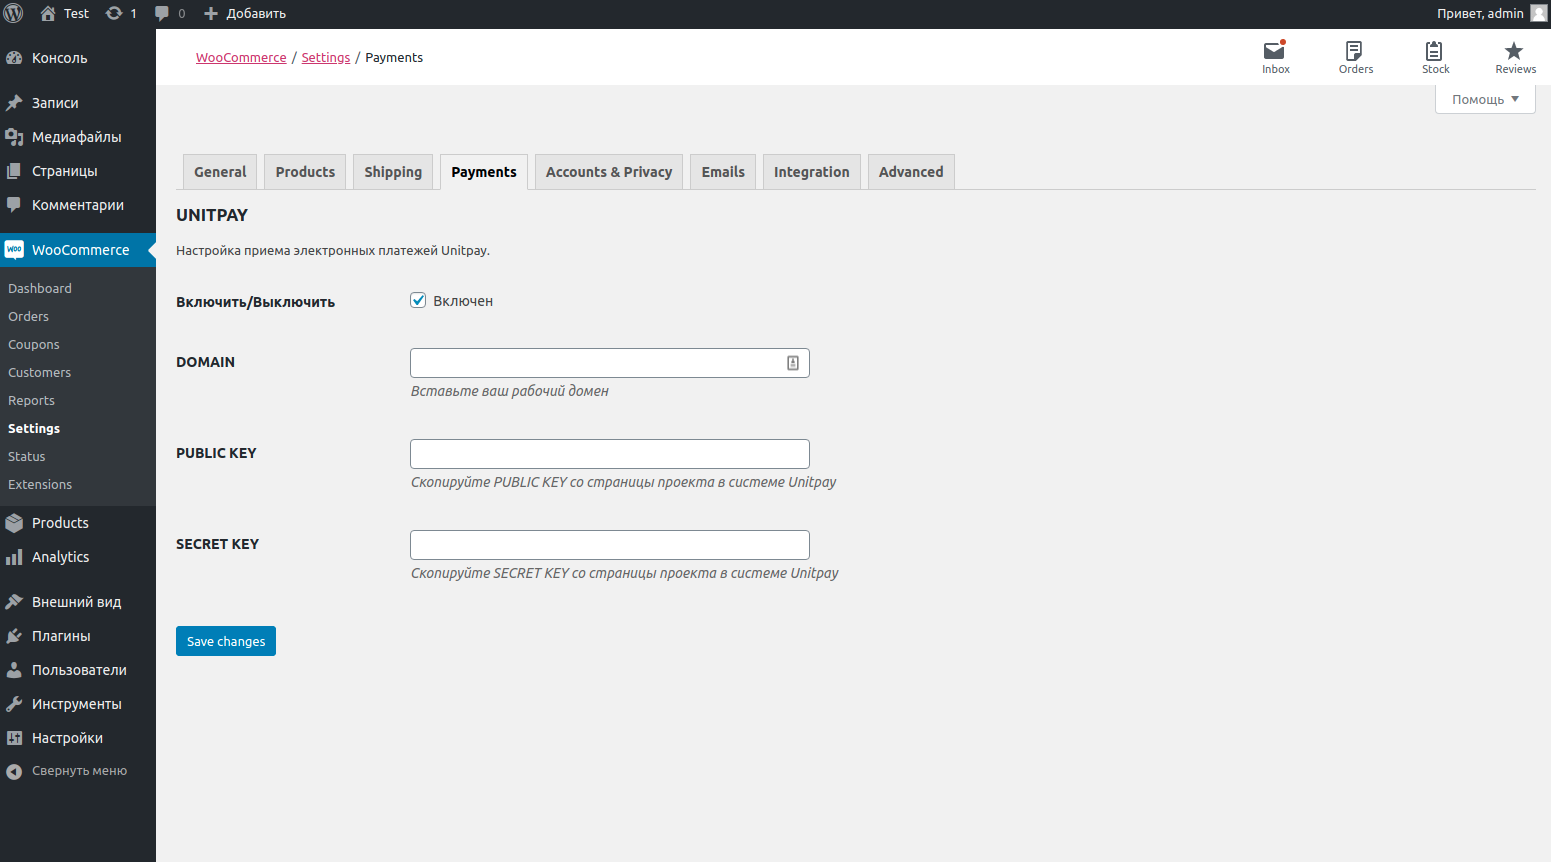 Test 1 0 Добавить Привет, admin
WooCommerce / Settings / Payments
Inbox Orders Stock Reviews
Помощь
Консоль
Записи
Медиафайлы
Страницы
Комментарии
woo WooCommerce
Dashboard
Orders
Coupons
Customers
Reports
Settings
Status
Extensions
Products
Analytics
Внешний вид
Плагины
Пользователи
Инструменты
Настройки
Свернуть меню
General Products Shipping Payments Accounts & Privacy Emails Integration Advanced
UNITPAY
Настройка приема электронных платежей Unitpay.
Включить/Выключить Включен
DOMAIN
Вставьте ваш рабочий домен
PUBLIC KEY
Скопируйте PUBLIC KEY со страницы проекта в системе Unitpay
SECRET KEY
Скопируйте SECRET KEY со страницы проекта в системе Unitpay
Save changes